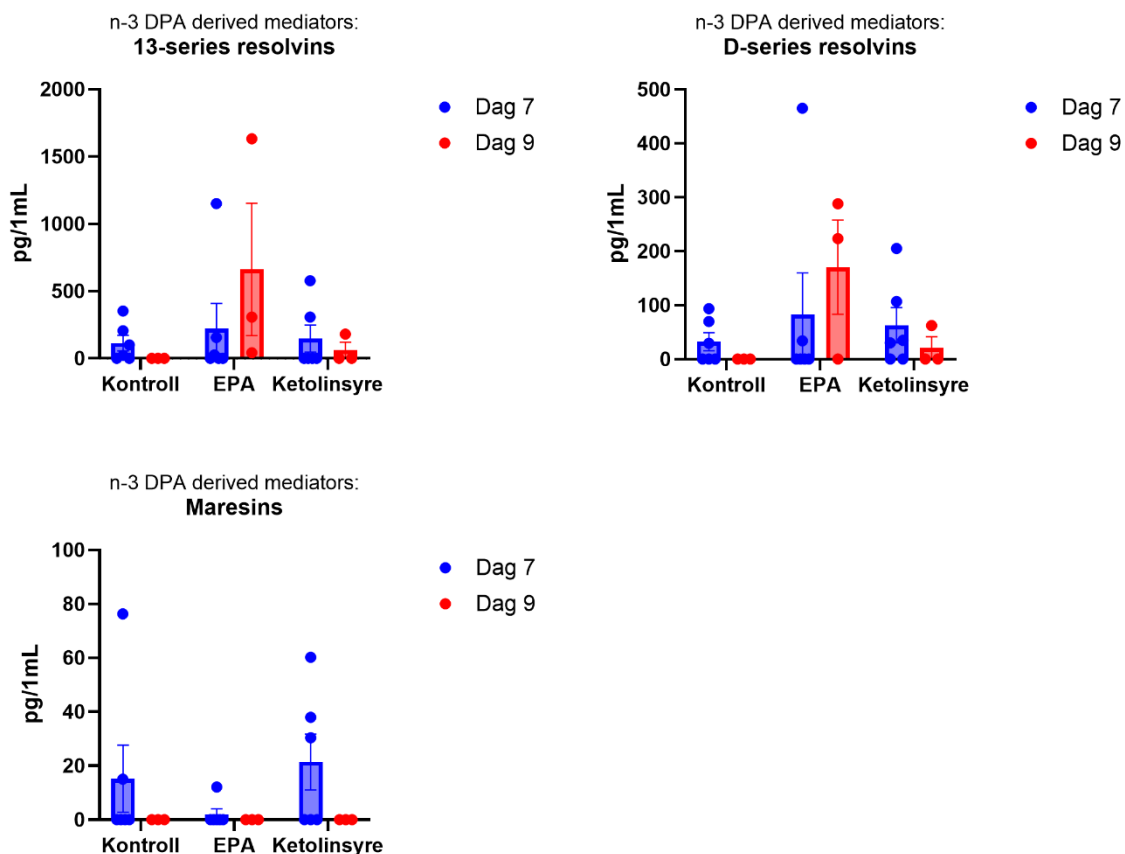 n-3 DPA derived mediators:
13-series resolvins
2000
1500
1000
500
0
pg/1mL
Kontroll
EPA
Ketolinsyre
Dag 7
Dag 9
n-3 DPA derived mediators:
D-series resolvins
500
400
300
200
100
0
pg/1mL
Kontroll
EPA
Ketolinsyre
Dag 7
Dag 9
n-3 DPA derived mediators:
Maresins
100
80
60
40
20
0
pg/1mL
Kontroll
EPA
Ketolinsyre
Dag 7
Dag 9